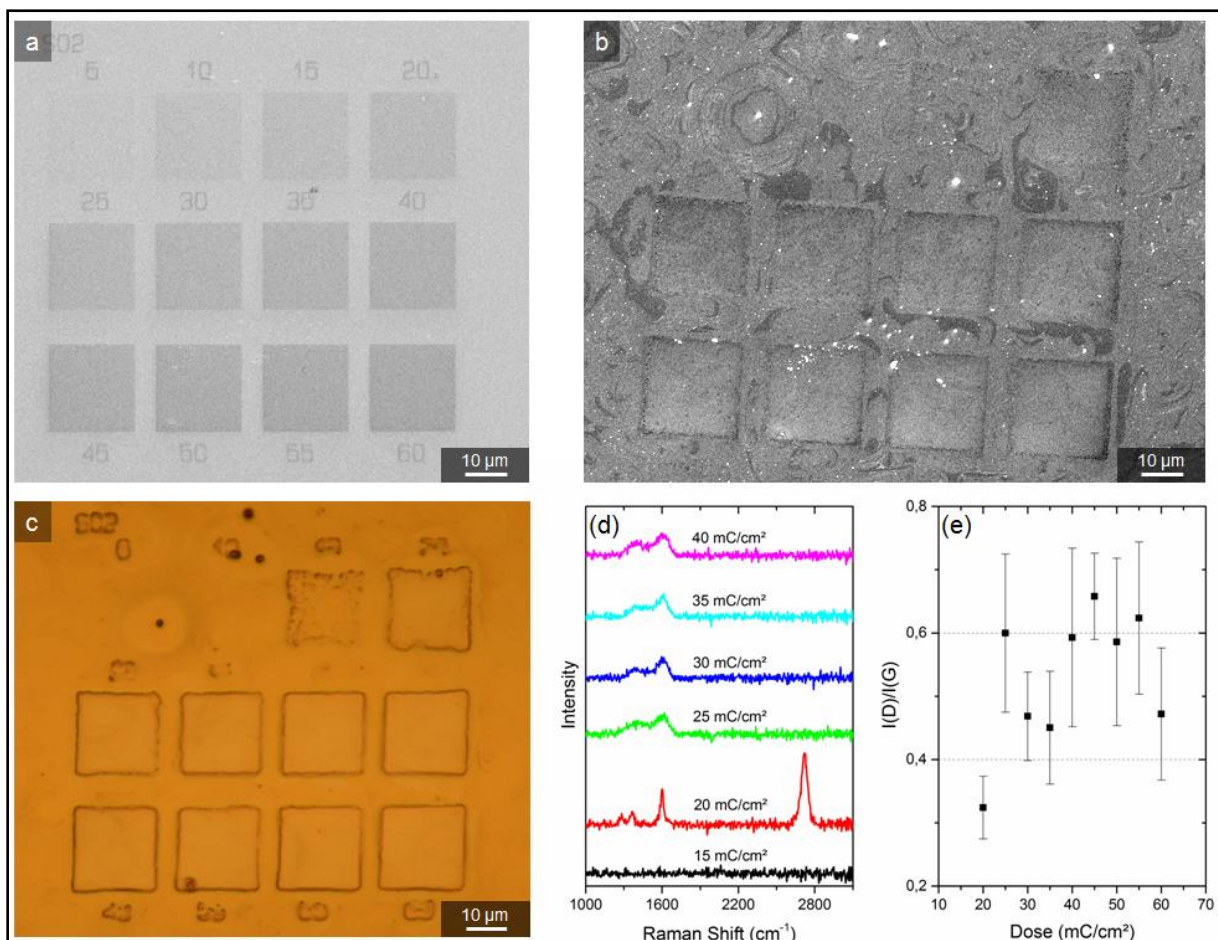 a
S02
5 10 15 20
25 30 35 40
45 50 55 60
10 µm
b
10 µm
c
S02
10 µm
(d)
40 mC/cm²
35 mC/cm²
30 mC/cm²
25 mC/cm²
20 mC/cm²
15 mC/cm²
Intensity
1000 1600 2200 2800
Raman Shift (cm⁻¹)
(e)
0,8
0,6
0,4
0,2
I(D)/I(G)
10 20 30 40 50 60 70
Dose (mC/cm²)